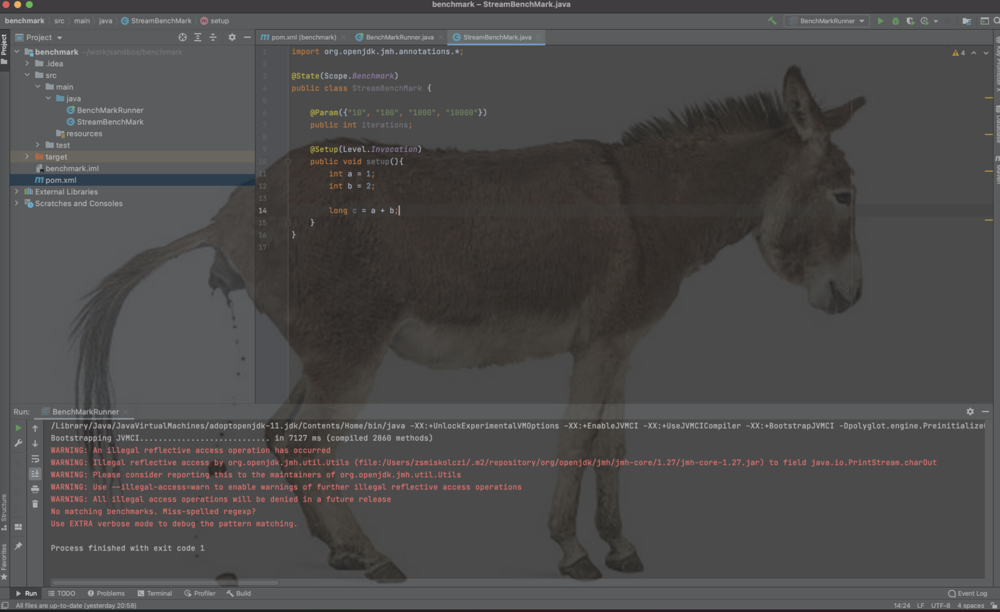 benchmark – StreamBenchMark.java
benchmark src main java StreamBenchMark setup
BenchMarkRunner
Project
pom.xml (benchmark) BenchMarkRunner.java StreamBenchMark.java
Project
benchmark ~/work/sandbox/benchmark
.idea
src
main
java
BenchMarkRunner
StreamBenchMark
resources
test
target
benchmark.iml
pom.xml
External Libraries
Scratches and Consoles
1 import org.openjdk.jmh.annotations.*;
2
3 @State(Scope.Benchmark)
4 public class StreamBenchMark {
5
6 @Param({"10", "100", "1000", "10000"})
7 public int iterations;
8
9 @Setup(Level.Invocation)
10 public void setup(){
11 int a = 1;
12 int b = 2;
13
14 long c = a + b;
15 }
16 }
17
4
Key Promoter X
Database
Maven
Run: BenchMarkRunner
/Library/Java/JavaVirtualMachines/adoptopenjdk-11.jdk/Contents/Home/bin/java -XX:+UnlockExperimentalVMOptions -XX:+EnableJVMCI -XX:+UseJVMCICompiler -XX:+BootstrapJVMCI -Dpolyglot.engine.Preinitialize
Bootstrapping JVMCI............................ in 7127 ms (compiled 2860 methods)
WARNING: An illegal reflective access operation has occurred
WARNING: Illegal reflective access by org.openjdk.jmh.util.Utils (file:/Users/zsmiskolczi/.m2/repository/org/openjdk/jmh/jmh-core/1.27/jmh-core-1.27.jar) to field java.io.PrintStream.charOut
WARNING: Please consider reporting this to the maintainers of org.openjdk.jmh.util.Utils
WARNING: Use --illegal-access=warn to enable warnings of further illegal reflective access operations
WARNING: All illegal access operations will be denied in a future release
No matching benchmarks. Miss-spelled regexp?
Use EXTRA verbose mode to debug the pattern matching.
Process finished with exit code 1
Structure
Favorites
Run TODO Problems Terminal Profiler Build Event Log
All files are up-to-date (yesterday 20:58) 14:24 LF UTF-8 4 spaces